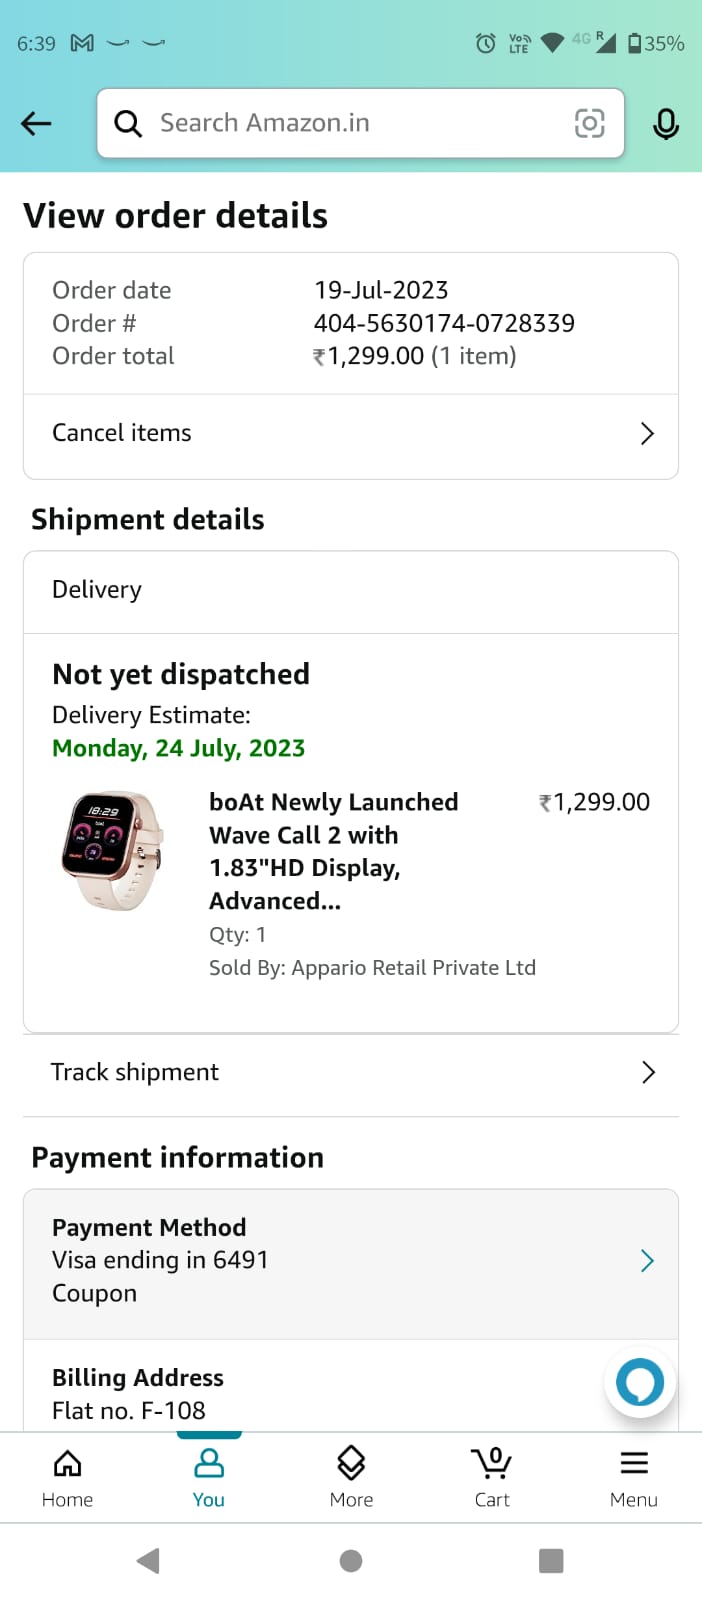 6:39 VoLTE 4G R 35%
Search Amazon.in
View order details
Order date 19-Jul-2023
Order # 404-5630174-0728339
Order total ₹1,299.00 (1 item)
Cancel items
Shipment details
Delivery
Not yet dispatched
Delivery Estimate:
Monday, 24 July, 2023
18:29
boAt Newly Launched ₹1,299.00
Wave Call 2 with
1.83"HD Display,
Advanced...
Qty: 1
Sold By: Appario Retail Private Ltd
Track shipment
Payment information
Payment Method
Visa ending in 6491
Coupon
Billing Address
Flat no. F-108
0
Home You More Cart Menu